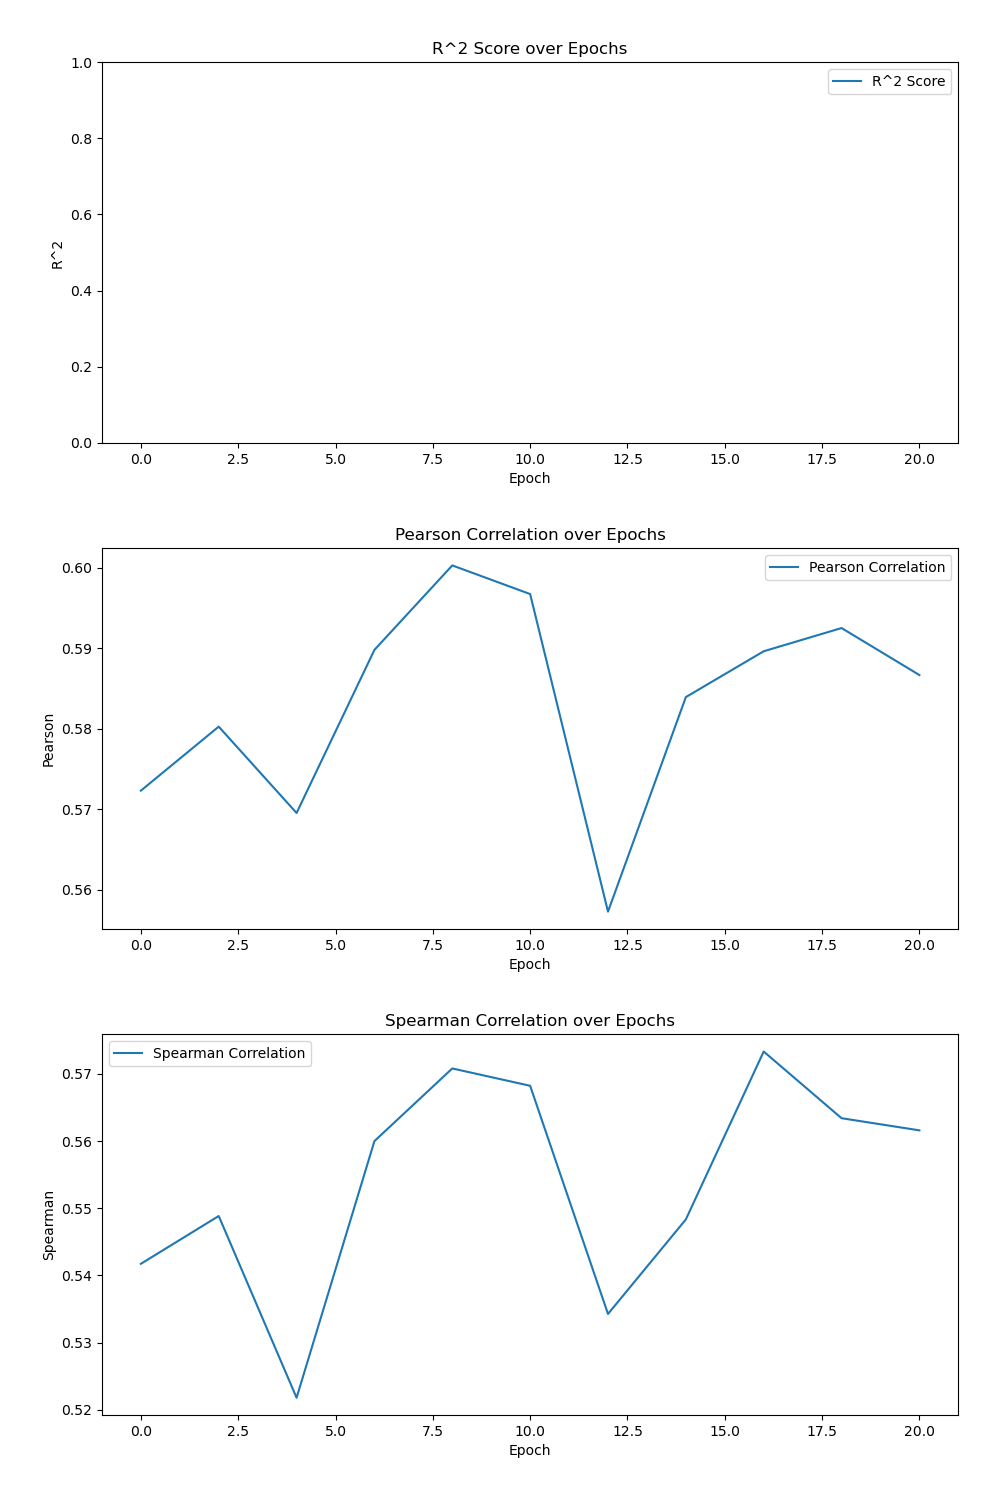 R^2 Score over Epochs
R^2 Score
1.0
0.8
0.6
0.4
0.2
0.0
R^2
0.0 2.5 5.0 7.5 10.0 12.5 15.0 17.5 20.0
Epoch
Pearson Correlation over Epochs
Pearson Correlation
0.60
0.59
0.58
0.57
0.56
Pearson
0.0 2.5 5.0 7.5 10.0 12.5 15.0 17.5 20.0
Epoch
Spearman Correlation over Epochs
Spearman Correlation
0.57
0.56
0.55
0.54
0.53
0.52
Spearman
0.0 2.5 5.0 7.5 10.0 12.5 15.0 17.5 20.0
Epoch